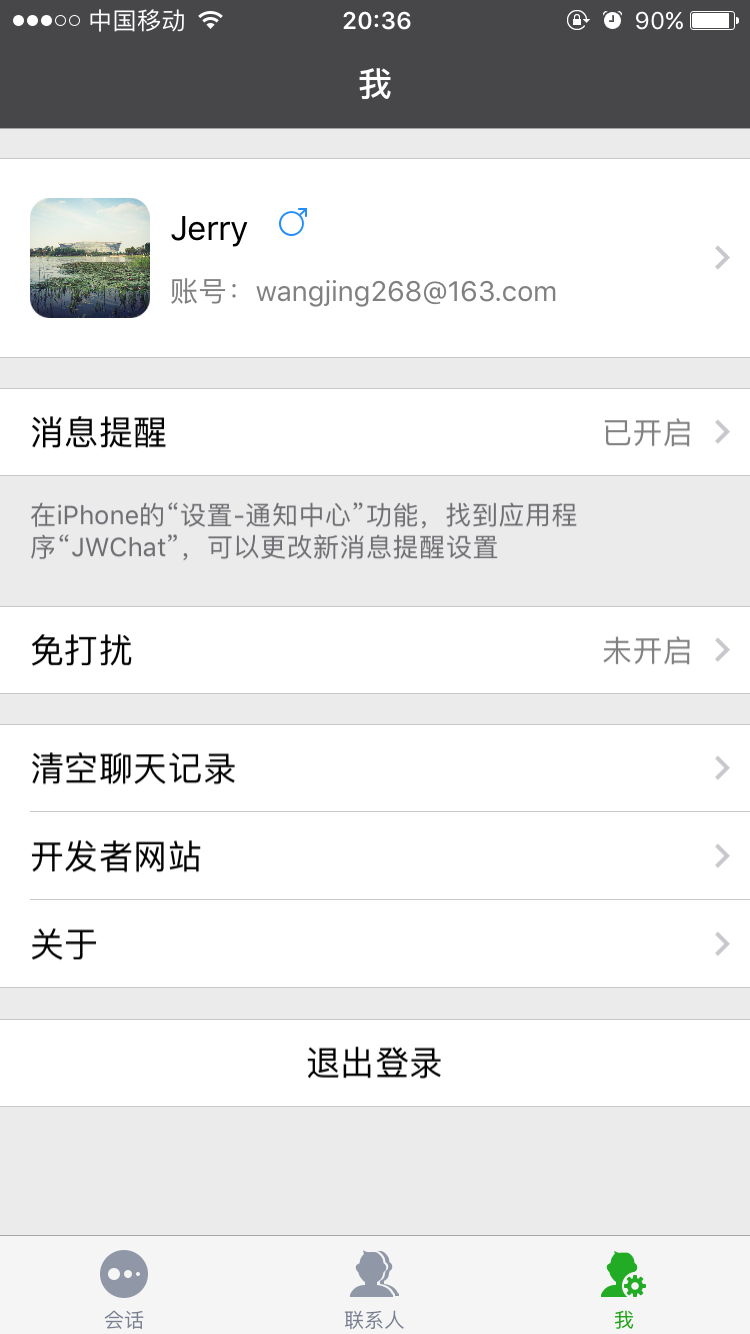 中国移动 20:36 90%
我
Jerry
账号：wangjing268@163.com
消息提醒 已开启
在iPhone的“设置-通知中心”功能，找到应用程
序“JWChat”，可以更改新消息提醒设置
免打扰 未开启
清空聊天记录
开发者网站
关于
退出登录
会话 联系人 我